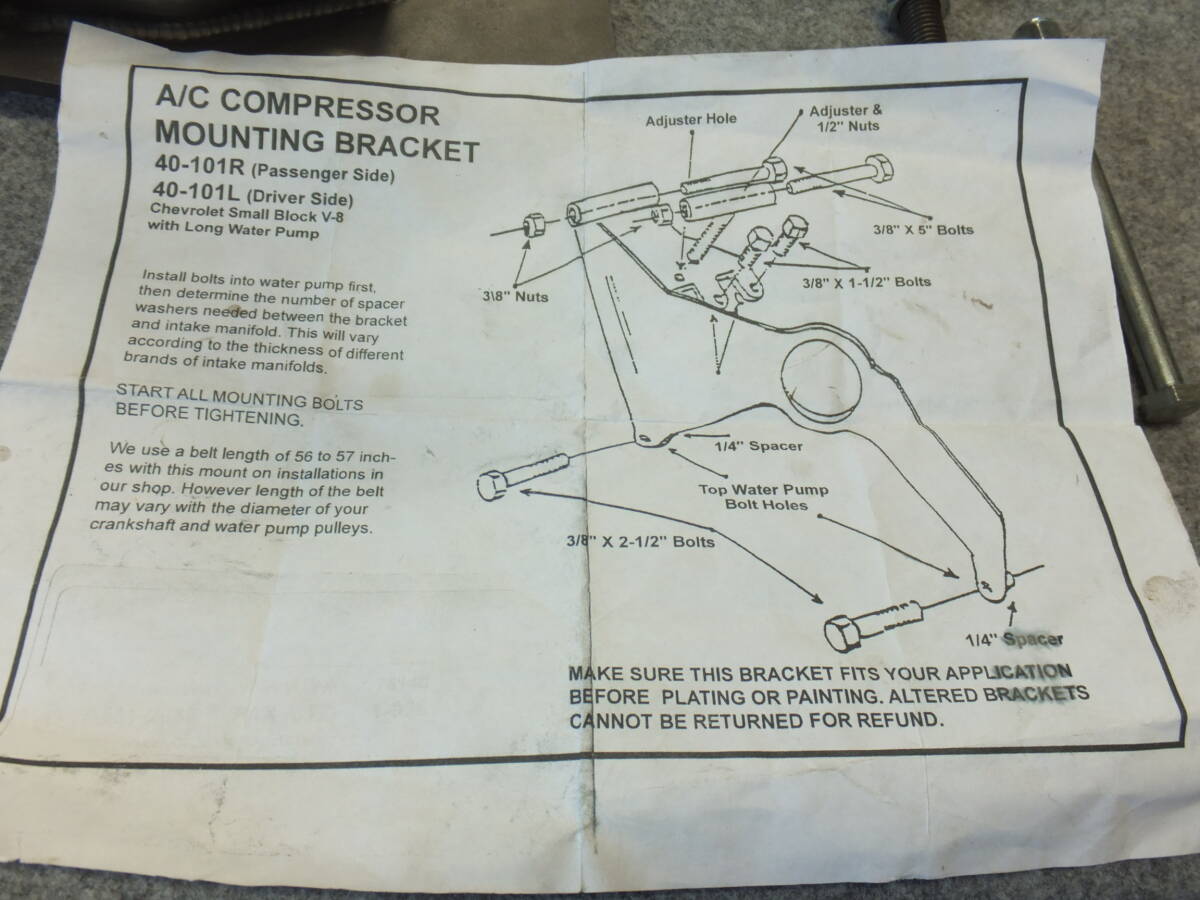 A/C COMPRESSOR
MOUNTING BRACKET
40-101R (Passenger Side)
40-101L (Driver Side)
Chevrolet Small Block V-8
with Long Water Pump
Install bolts into water pump first,
then determine the number of spacer
washers needed between the bracket
and intake manifold. This will vary
according to the thickness of different
brands of intake manifolds.
START ALL MOUNTING BOLTS
BEFORE TIGHTENING.
We use a belt length of 56 to 57 inch-
es with this mount on installations in
our shop. However length of the belt
may vary with the diameter of your
crankshaft and water pump pulleys.
Adjuster Hole
Adjuster &
1/2" Nuts
3/8" X 5" Bolts
3\8" Nuts
3/8" X 1-1/2" Bolts
1/4" Spacer
Top Water Pump
Bolt Holes
3/8" X 2-1/2" Bolts
1/4" Spacer
MAKE SURE THIS BRACKET FITS YOUR APPLICATION
BEFORE PLATING OR PAINTING. ALTERED BRACKETS
CANNOT BE RETURNED FOR REFUND.